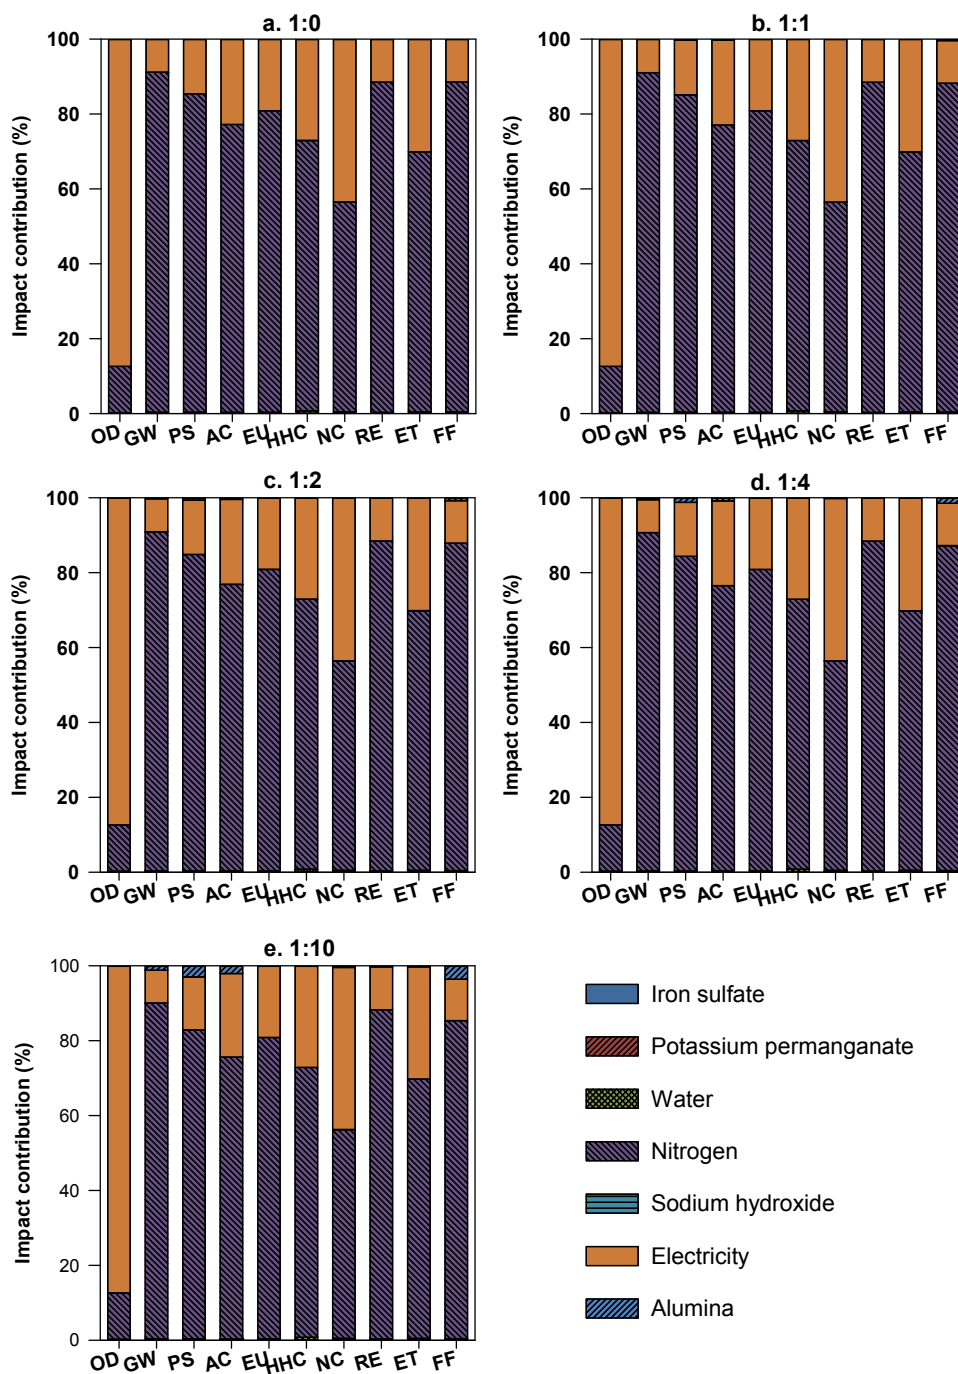 a. 1:0
Impact contribution (%)
100
80
60
40
20
0
OD GW PS AC EU HHC NC RE ET FF
b. 1:1
Impact contribution (%)
100
80
60
40
20
0
OD GW PS AC EU HHC NC RE ET FF
c. 1:2
Impact contribution (%)
100
80
60
40
20
0
OD GW PS AC EU HHC NC RE ET FF
d. 1:4
Impact contribution (%)
100
80
60
40
20
0
OD GW PS AC EU HHC NC RE ET FF
e. 1:10
Impact contribution (%)
100
80
60
40
20
0
OD GW PS AC EU HHC NC RE ET FF
Iron sulfate
Potassium permanganate
Water
Nitrogen
Sodium hydroxide
Electricity
Alumina